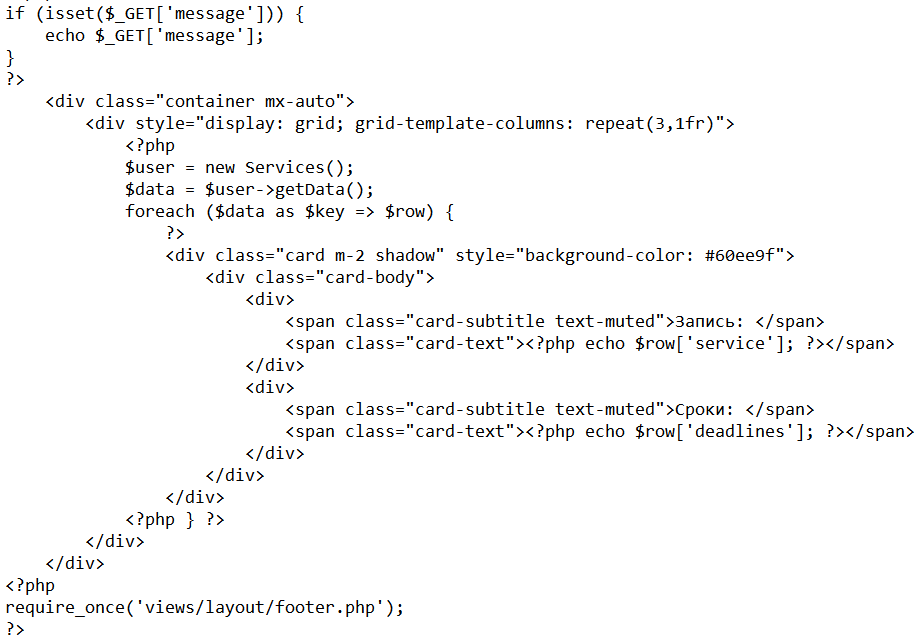 if (isset($_GET['message'])) {
    echo $_GET['message'];
}
?>
    <div class="container mx-auto">
        <div style="display: grid; grid-template-columns: repeat(3,1fr)">
            <?php
            $user = new Services();
            $data = $user->getData();
            foreach ($data as $key => $row) {
                ?>
                <div class="card m-2 shadow" style="background-color: #60ee9f">
                    <div class="card-body">
                        <div>
                            <span class="card-subtitle text-muted">Запись: </span>
                            <span class="card-text"><?php echo $row['service']; ?></span>
                        </div>
                        <div>
                            <span class="card-subtitle text-muted">Сроки: </span>
                            <span class="card-text"><?php echo $row['deadlines']; ?></span>
                        </div>
                    </div>
                </div>
            <?php } ?>
        </div>
    </div>
<?php
require_once('views/layout/footer.php');
?>